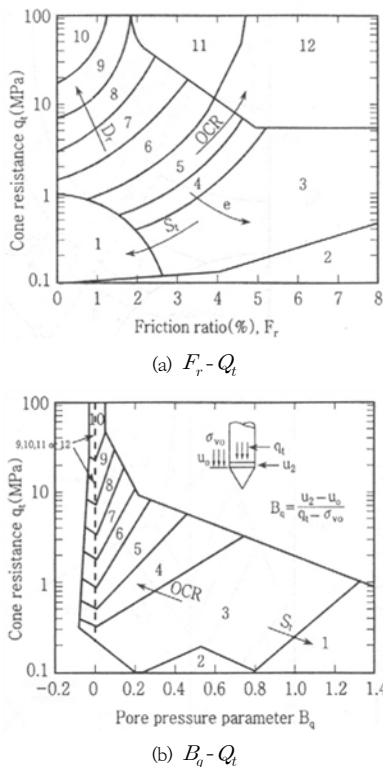 100
10
1
0.1
Cone resistance qt(MPa)
10
9
8
7
6
5
4
3
2
1
11
12
Dr
OCR
St
e
0 1 2 3 4 5 6 7 8
Friction ratio(%), Fr
(a) Fr - Qt
100
10
1
0.1
Cone resistance qt(MPa)
9,10,11 or 12
10
9
8
7
6
5
4
3
2
1
OCR
St
σvo
uo
qt
u2
Bq = u2 − uo / qt − σvo
-0.2 0 0.2 0.4 0.6 0.8 1.0 1.2 1.4
Pore pressure parameter Bq
(b) Bq - Qt